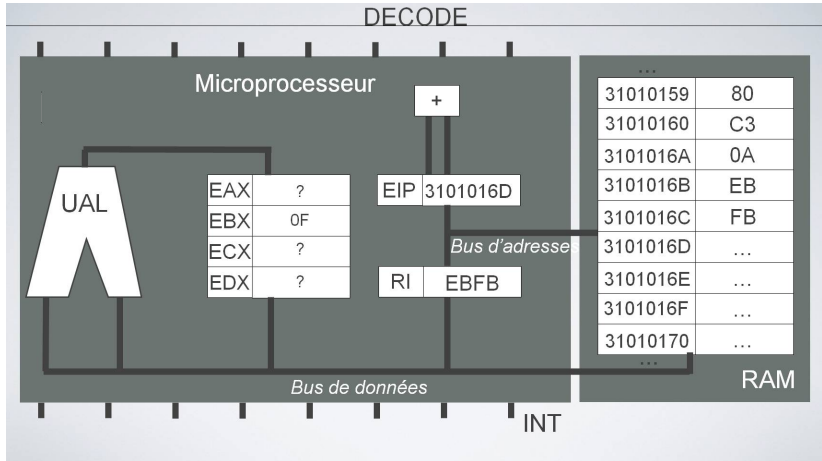 DECODE
Microprocesseur
+
UAL
EAX ?
EBX 0F
ECX ?
EDX ?
EIP 3101016D
Bus d'adresses
RI EBFB
Bus de données
INT
...
31010159 80
31010160 C3
3101016A 0A
3101016B EB
3101016C FB
3101016D ...
3101016E ...
3101016F ...
31010170 ...
...
RAM